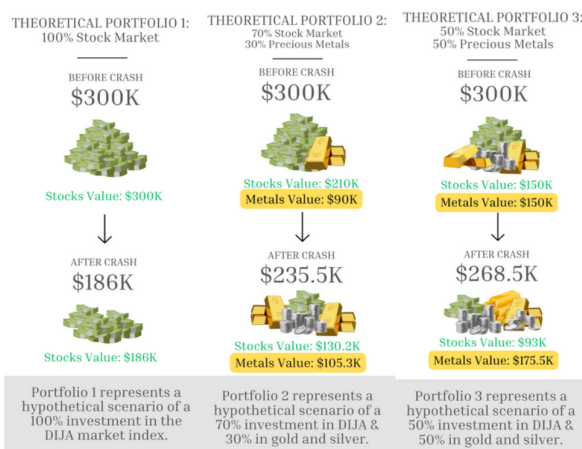 THEORETICAL PORTFOLIO 1:
100% Stock Market
BEFORE CRASH
$300K
Stocks Value: $300K
AFTER CRASH
$186K
Stocks Value: $186K
Portfolio 1 represents a
hypothetical scenario of a
100% investment in the
DIJA market index.
THEORETICAL PORTFOLIO 2:
70% Stock Market
30% Precious Metals
BEFORE CRASH
$300K
Stocks Value: $210K
Metals Value: $90K
AFTER CRASH
$235.5K
Stocks Value: $130.2K
Metals Value: $105.3K
Portfolio 2 represents a
hypothetical scenario of a
70% investment in DIJA &
30% in gold and silver.
THEORETICAL PORTFOLIO 3:
50% Stock Market
50% Precious Metals
BEFORE CRASH
$300K
Stocks Value: $150K
Metals Value: $150K
AFTER CRASH
$268.5K
Stocks Value: $93K
Metals Value: $175.5K
Portfolio 3 represents a
hypothetical scenario of a
50% investment in DIJA &
50% in gold and silver.